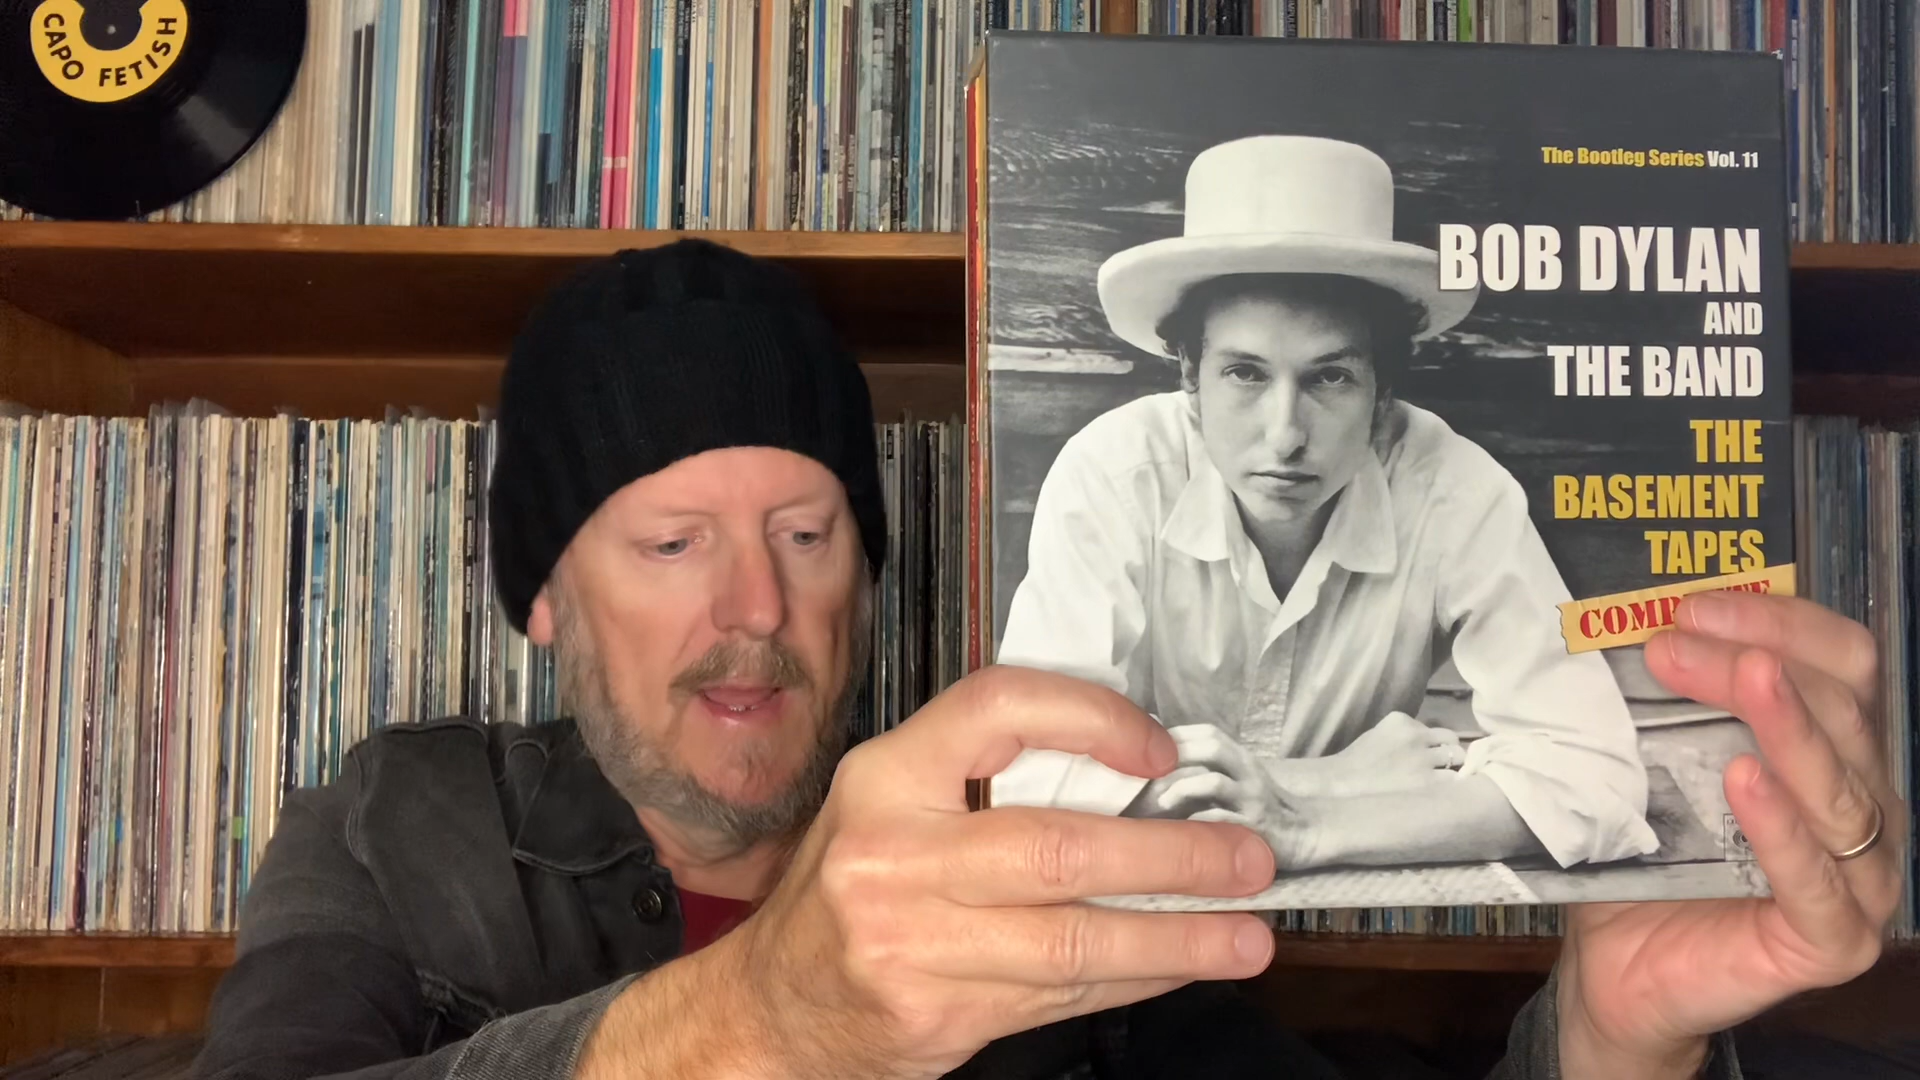 CAPO FETISH
The Bootleg Series Vol. 11
BOB DYLAN
AND
THE BAND
THE
BASEMENT
TAPES